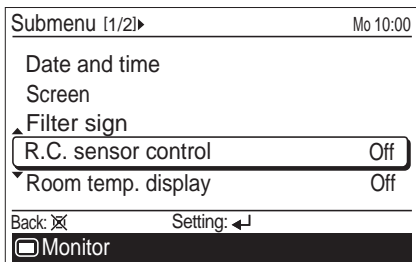 Submenu [1/2] Mo 10:00
Date and time
Screen
Filter sign
R.C. sensor control Off
Room temp. display Off
Back: Setting:
Monitor